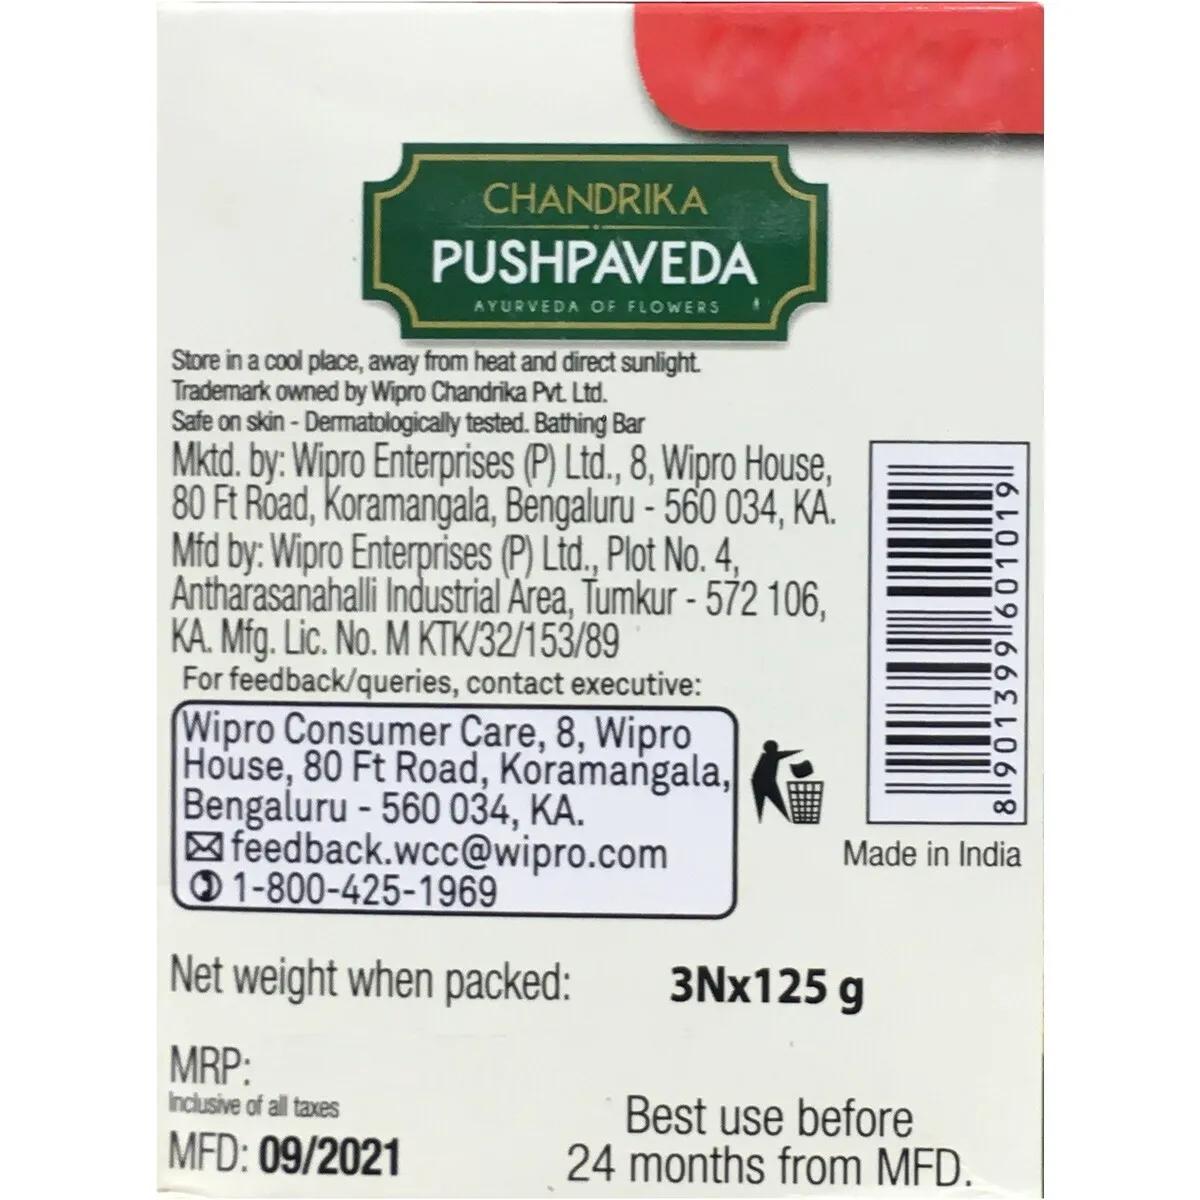 CHANDRIKA
PUSHPAVEDA
AYURVEDA OF FLOWERS
Store in a cool place, away from heat and direct sunlight.
Trademark owned by Wipro Chandrika Pvt. Ltd.
Safe on skin - Dermatologically tested. Bathing Bar
Mktd. by: Wipro Enterprises (P) Ltd., 8, Wipro House,
80 Ft Road, Koramangala, Bengaluru - 560 034, KA.
Mfd by: Wipro Enterprises (P) Ltd., Plot No. 4,
Antharasanahalli Industrial Area, Tumkur - 572 106,
KA. Mfg. Lic. No. M KTK/32/153/89
For feedback/queries, contact executive:
Wipro Consumer Care, 8, Wipro
House, 80 Ft Road, Koramangala,
Bengaluru - 560 034, KA.
feedback.wcc@wipro.com
1-800-425-1969
8901399601019
Made in India
Net weight when packed: 3Nx125 g
MRP:
Inclusive of all taxes
MFD: 09/2021
Best use before
24 months from MFD.